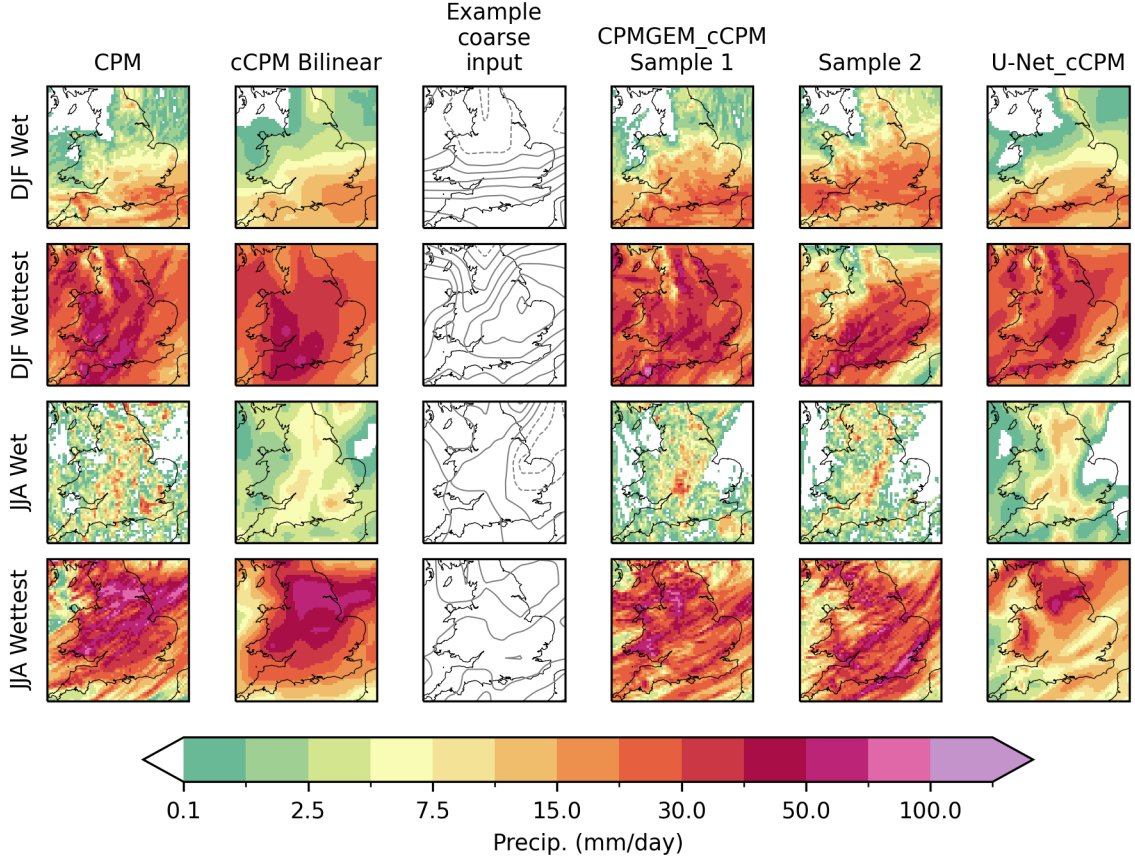 CPM
cCPM Bilinear
Example
coarse
input
CPMGEM_cCPM
Sample 1
Sample 2
U-Net_cCPM
DJF Wet
DJF Wettest
JJA Wet
JJA Wettest
0.1
2.5
7.5
15.0
30.0
50.0
100.0
Precip. (mm/day)